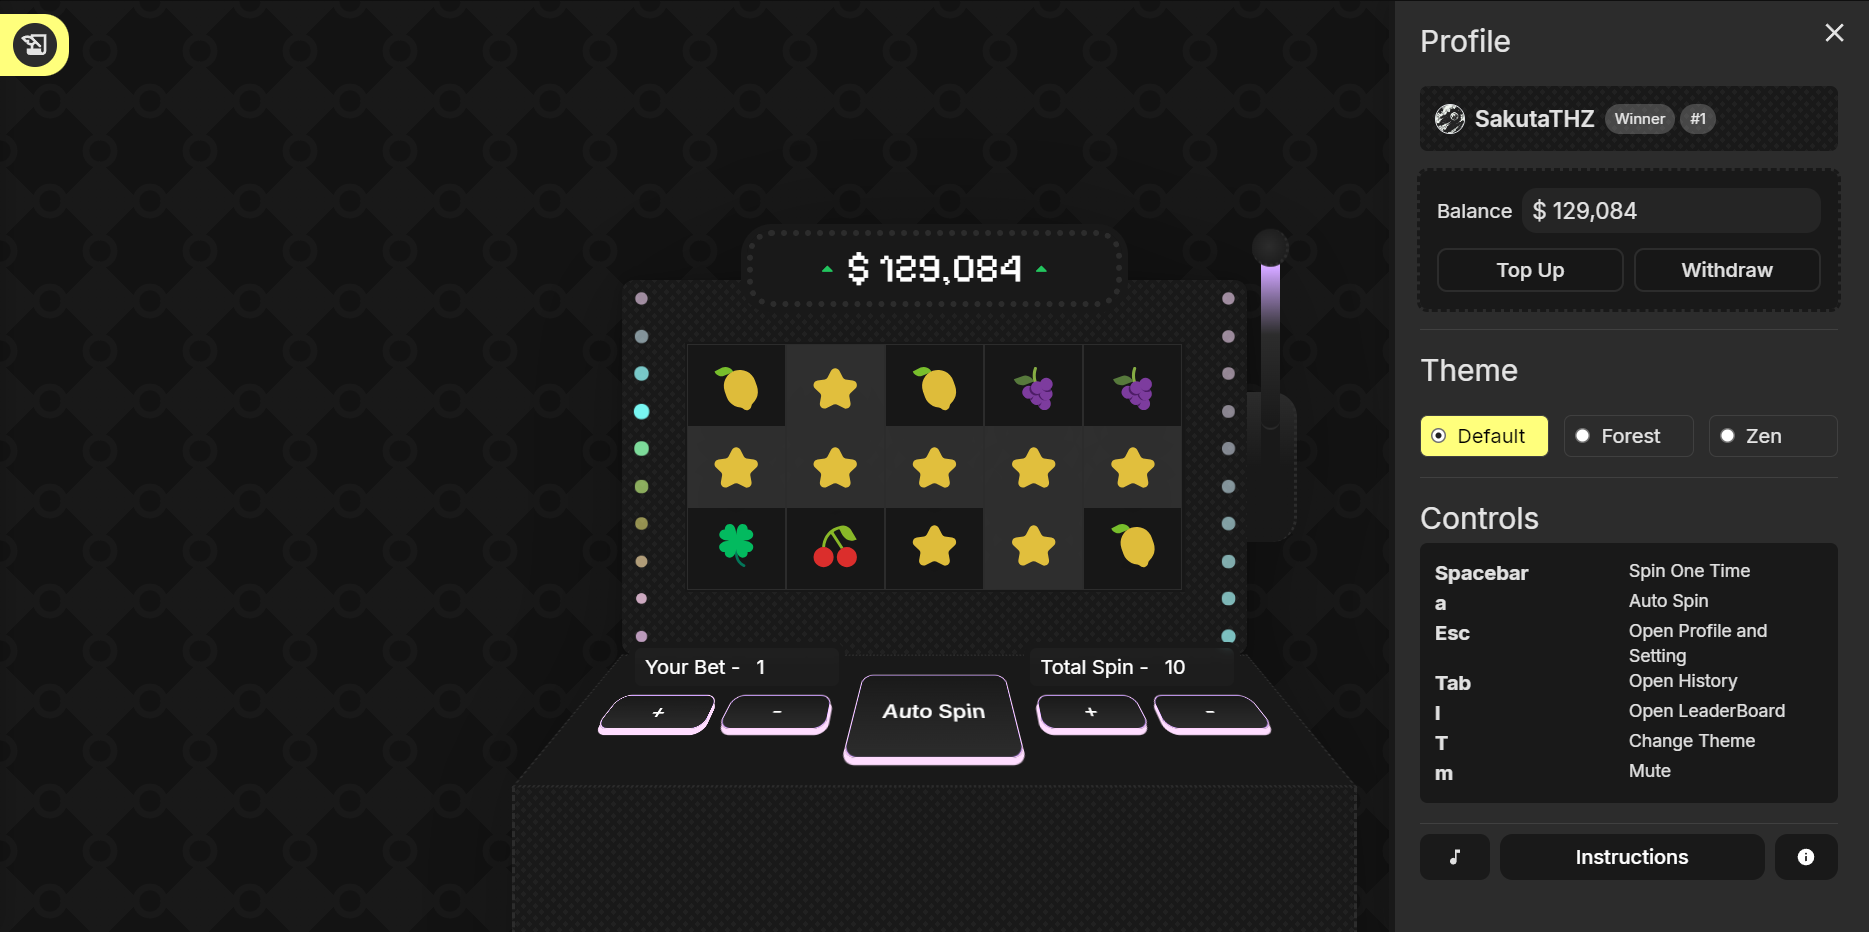 $ 129,084
Your Bet - 1
Total Spin - 10
+
-
Auto Spin
+
-
Profile
SakutaTHZ Winner #1
Balance $ 129,084
Top Up Withdraw
Theme
Default Forest Zen
Controls
Spacebar Spin One Time
a Auto Spin
Esc Open Profile and
Setting
Tab Open History
l Open LeaderBoard
T Change Theme
m Mute
Instructions